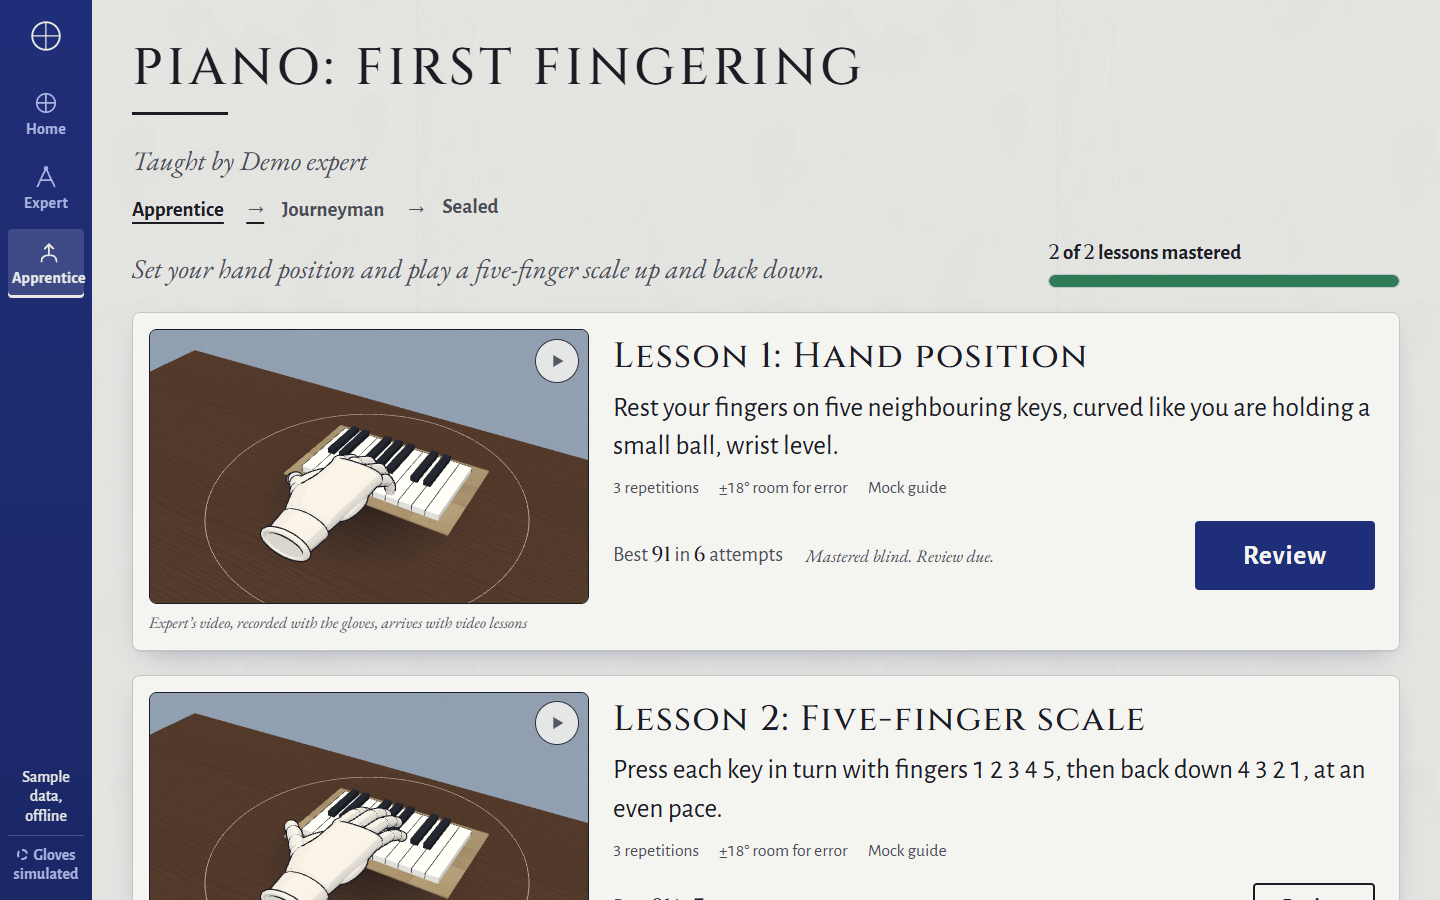 PIANO: FIRST FINGERING
Home
Expert
Apprentice
Sample
data,
offline
Gloves
simulated
Taught by Demo expert
Apprentice → Journeyman → Sealed
Set your hand position and play a five-finger scale up and back down.
2 of 2 lessons mastered
LESSON 1: HAND POSITION
Rest your fingers on five neighbouring keys, curved like you are holding a
small ball, wrist level.
3 repetitions ±18° room for error Mock guide
Best 91 in 6 attempts Mastered blind. Review due.
Review
Expert's video, recorded with the gloves, arrives with video lessons
LESSON 2: FIVE-FINGER SCALE
Press each key in turn with fingers 1 2 3 4 5, then back down 4 3 2 1, at an
even pace.
3 repetitions ±18° room for error Mock guide